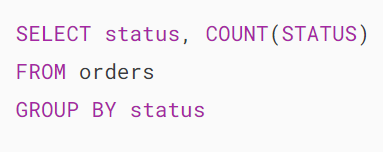 SELECT status, COUNT(STATUS)
FROM orders
GROUP BY status